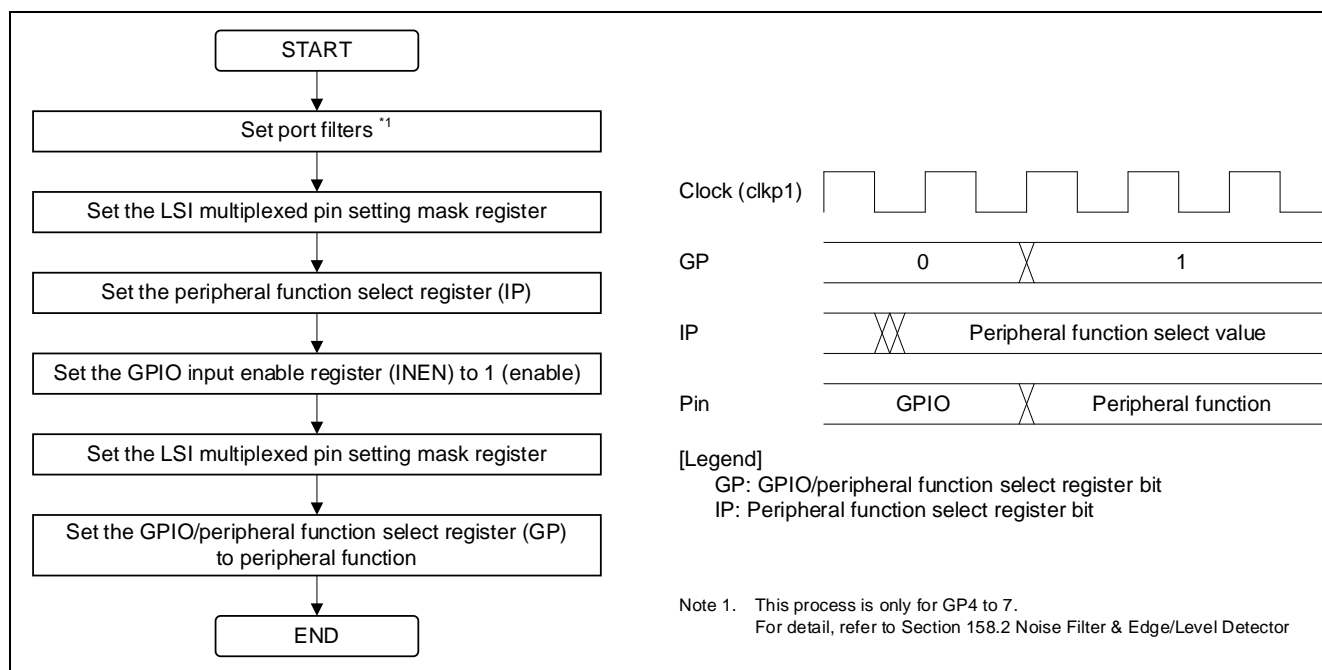 START
Set port filters *1
Set the LSI multiplexed pin setting mask register
Set the peripheral function select register (IP)
Set the GPIO input enable register (INEN) to 1 (enable)
Set the LSI multiplexed pin setting mask register
Set the GPIO/peripheral function select register (GP)
to peripheral function
END
Clock (clkp1)
GP 0 1
IP Peripheral function select value
Pin GPIO Peripheral function
[Legend]
GP: GPIO/peripheral function select register bit
IP: Peripheral function select register bit
Note 1. This process is only for GP4 to 7.
For detail, refer to Section 158.2 Noise Filter & Edge/Level Detector